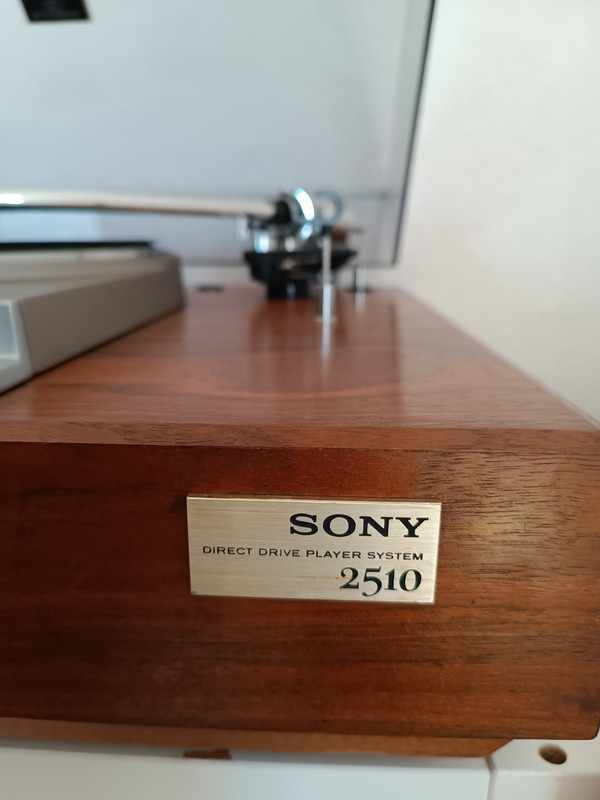 SONY
DIRECT DRIVE PLAYER SYSTEM
2510